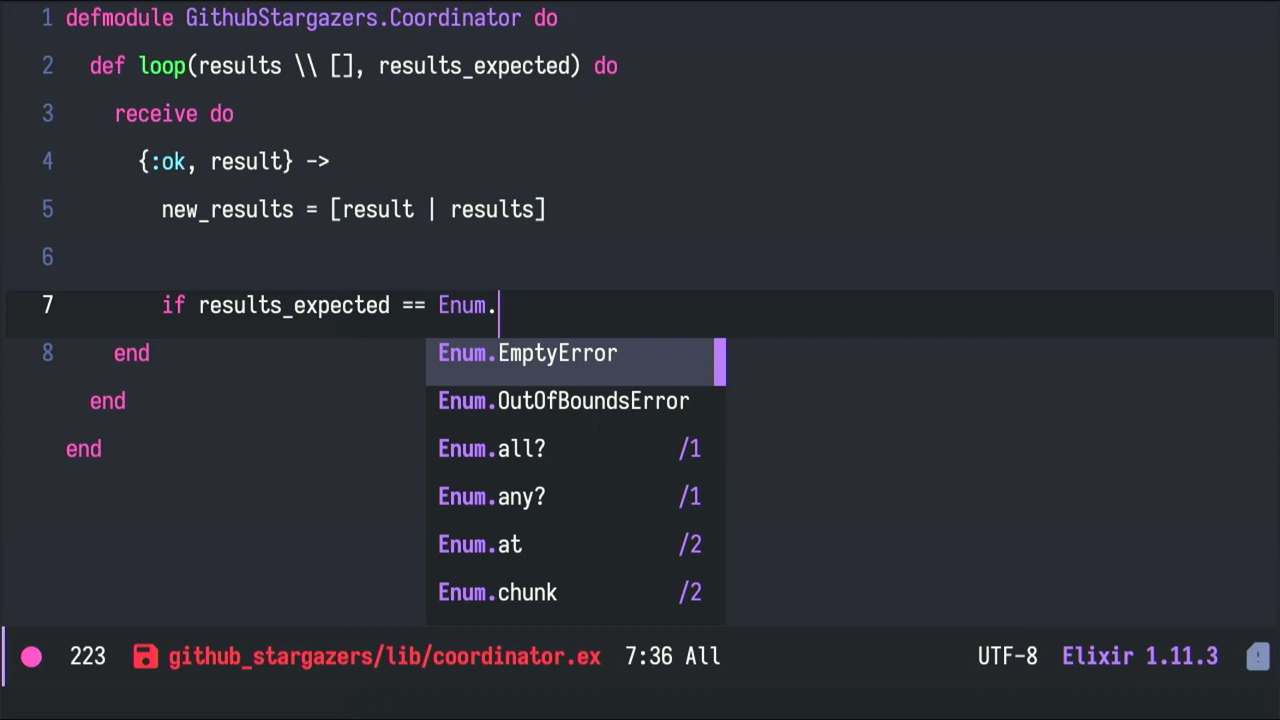 1 defmodule GithubStargazers.Coordinator do
2 def loop(results \\ [], results_expected) do
3 receive do
4 {:ok, result} ->
5 new_results = [result | results]
6
7 if results_expected == Enum.
8 end
Enum.EmptyError
end
Enum.OutOfBoundsError
end
Enum.all? /1
Enum.any? /1
Enum.at /2
Enum.chunk /2
223 github_stargazers/lib/coordinator.ex 7:36 All UTF-8 Elixir 1.11.3